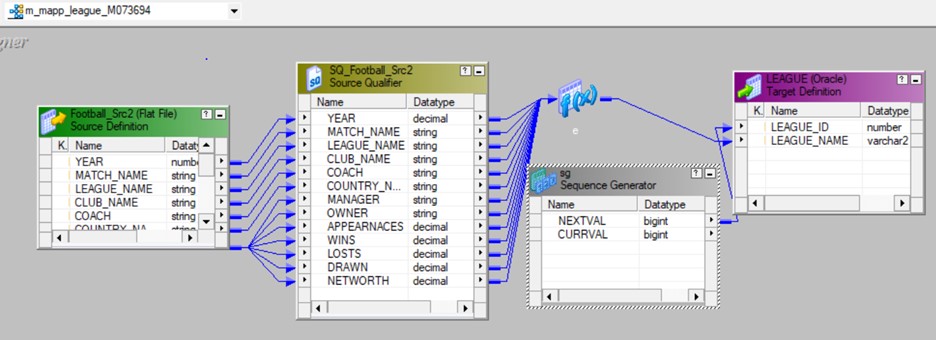 m_mapp_league_M073694
gner
Football_Src2 (Flat File)
Source Definition
K. Name Dataty
YEAR numbe
MATCH_NAME string
LEAGUE_NAME string
CLUB_NAME string
COACH string
COUNTRY_NA string
SQ_Football_Src2
Source Qualifier
Name Datatype
YEAR decimal
MATCH_NAME string
LEAGUE_NAME string
CLUB_NAME string
COACH string
COUNTRY_N... string
MANAGER string
OWNER string
APPEARNACES decimal
WINS decimal
LOSTS decimal
DRAWN decimal
NETWORTH decimal
f(x)
e
sg
Sequence Generator
Name Datatype
NEXTVAL bigint
CURRVAL bigint
LEAGUE (Oracle)
Target Definition
K. Name Datatype
LEAGUE_ID number
LEAGUE_NAME varchar2